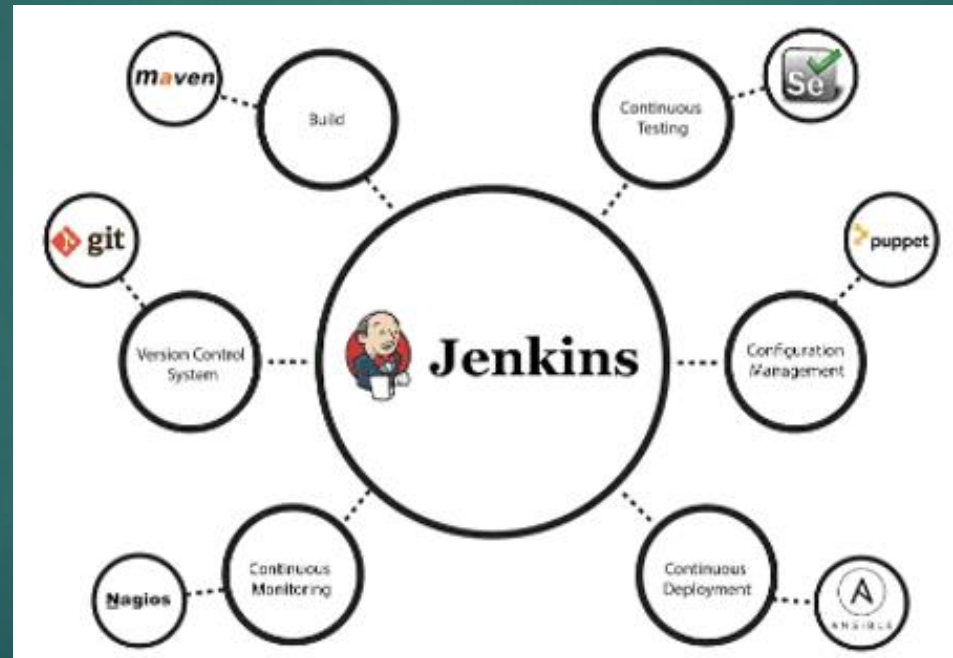 maven
Build
Continuous
Testing
Se
git
puppet
Version Control
System
Jenkins
Configuration
Management
Continuous
Monitoring
Nagios
Continuous
Deployment
A
ANSIBLE